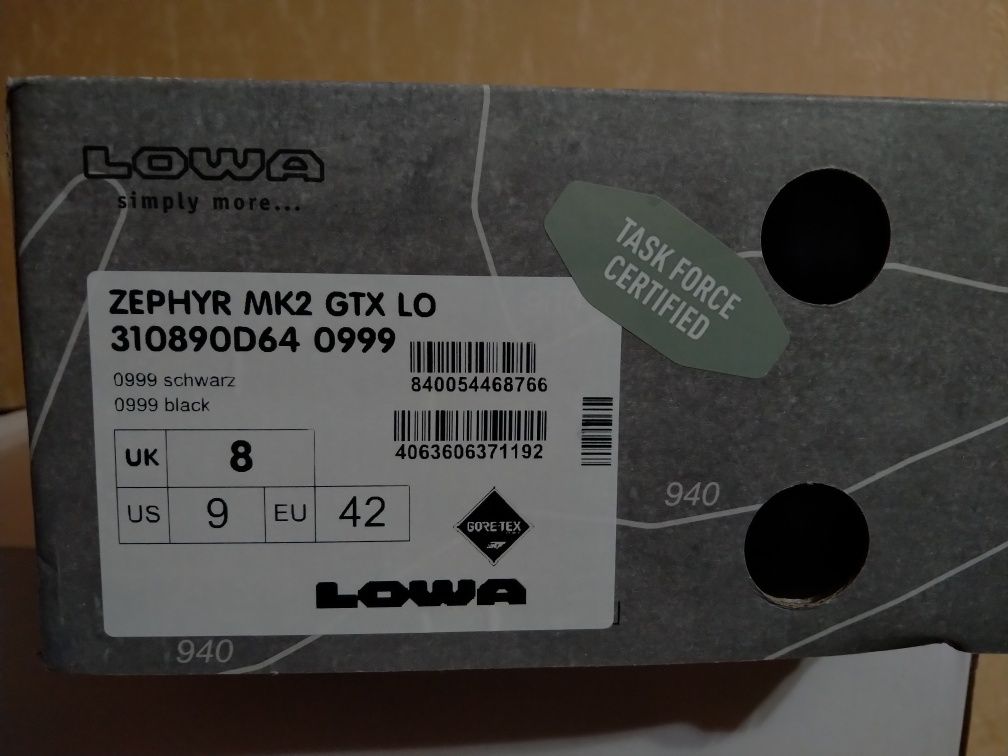 LOWA
simply more...
TASK FORCE
CERTIFIED
ZEPHYR MK2 GTX LO
310890D64 0999
0999 schwarz
0999 black
840054468766
4063606371192
UK 8
US 9 EU 42
GORE-TEX
LOWA
940
940